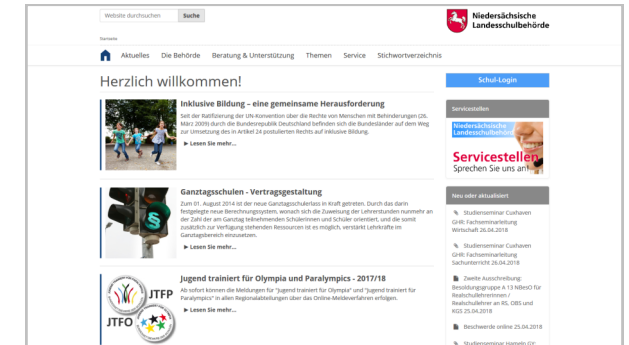 Website durchsuchen Suche
Niedersächsische
Landesschulbehörde
Startseite
Aktuelles Die Behörde Beratung & Unterstützung Themen Service Stichwortverzeichnis
Herzlich willkommen!
Inklusive Bildung – eine gemeinsame Herausforderung
Seit der Ratifizierung der UN-Konvention über die Rechte von Menschen mit Behinderungen (26.
März 2009) durch die Bundesrepublik Deutschland befinden sich die Bundesländer auf dem Weg
zur Umsetzung des in Artikel 24 postulierten Rechts auf inklusive Bildung.
► Lesen Sie mehr...
Ganztagsschulen - Vertragsgestaltung
Zum 01. August 2014 ist der neue Ganztagsschulerlass in Kraft getreten. Durch das darin
festgelegte neue Berechnungssystem, wonach sich die Zuweisung der Lehrerstunden nunmehr an
der Zahl der am Ganztag teilnehmenden Schülerinnen und Schüler orientiert, und die somit
zusätzlich zur Verfügung stehenden Ressourcen ist es möglich, verstärkt Lehrkräfte im
Ganztagsbereich einzusetzen.
► Lesen Sie mehr...
JTFP
JTFO
Jugend trainiert für Olympia und Paralympics - 2017/18
Ab sofort können die Meldungen für "Jugend trainiert für Olympia" und "Jugend trainiert für
Paralympics" in allen Regionalabteilungen über das Online-Meldeverfahren erfolgen.
► Lesen Sie mehr...
Schul-Login
Servicestellen
Niedersächsische
Landesschulbehörd
Servicestellen
Sprechen Sie uns an!
Neu oder aktualisiert
Studienseminar Cuxhaven
GHR: Fachseminarleitung
Wirtschaft 26.04.2018
Studienseminar Cuxhaven
GHR: Fachseminarleitung
Sachunterricht 26.04.2018
Zweite Ausschreibung:
Besoldungsgruppe A 13 NBesO für
Realschullehrerinnen /
Realschullehrer an RS, OBS und
KGS 25.04.2018
Beschwerde online 25.04.2018
Studienseminar Hameln GY: